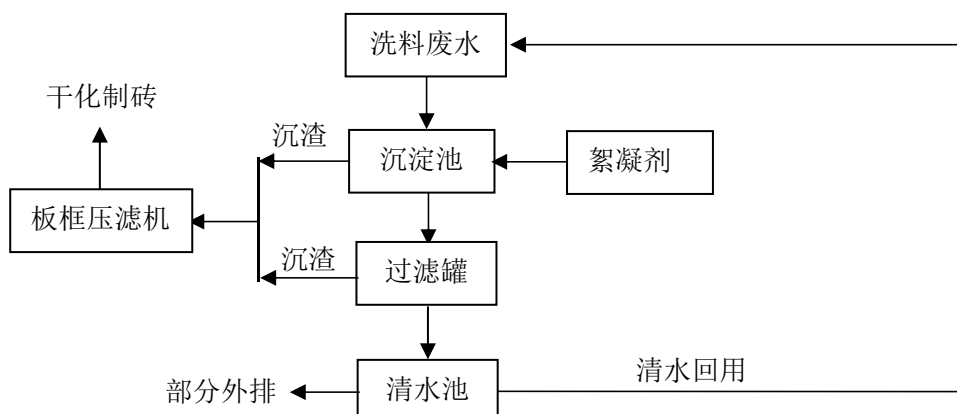 洗料废水
干化制砖
沉渣
沉淀池
絮凝剂
板框压滤机
沉渣
过滤罐
清水回用
部分外排
清水池